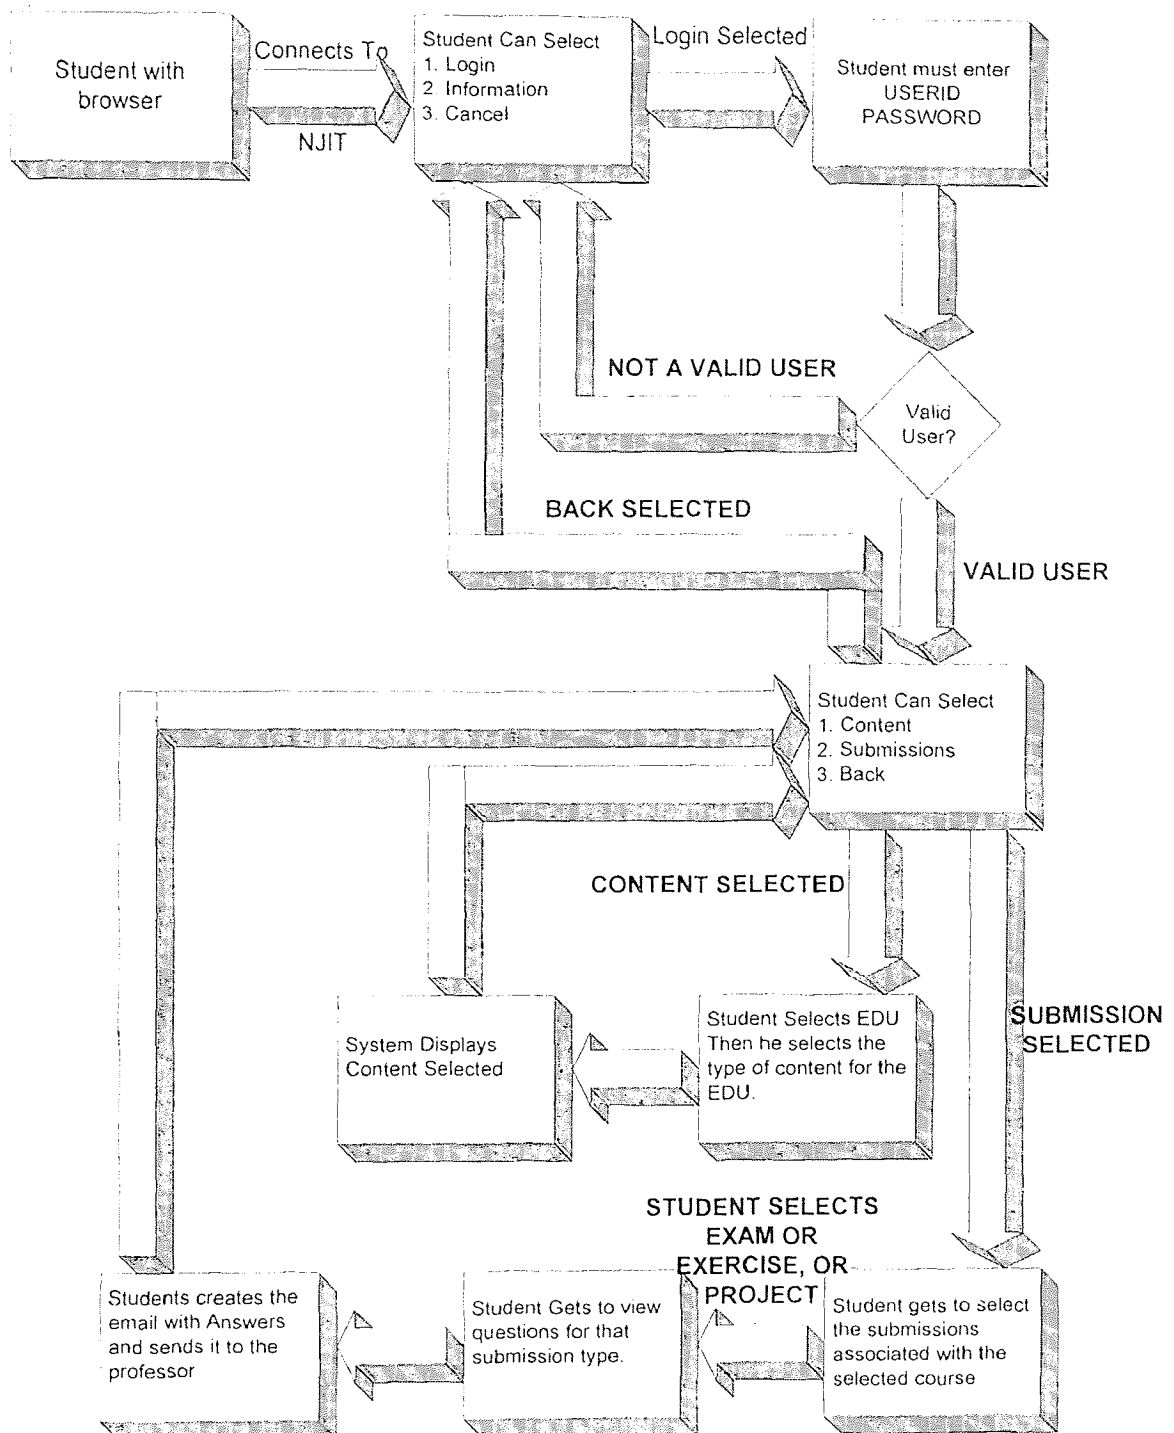 Student with
browser
Connects To
NJIT
Student Can Select
1. Login
2. Information
3. Cancel
Login Selected
Student must enter
USERID
PASSWORD
NOT A VALID USER
Valid
User?
BACK SELECTED
VALID USER
Student Can Select
1. Content
2. Submissions
3. Back
CONTENT SELECTED
SUBMISSION
SELECTED
System Displays
Content Selected
Student Selects EDU
Then he selects the
type of content for the
EDU.
STUDENT SELECTS
EXAM OR
EXERCISE, OR
PROJECT
Students creates the
email with Answers
and sends it to the
professor
Student Gets to view
questions for that
submission type.
Student gets to select
the submissions
associated with the
selected course